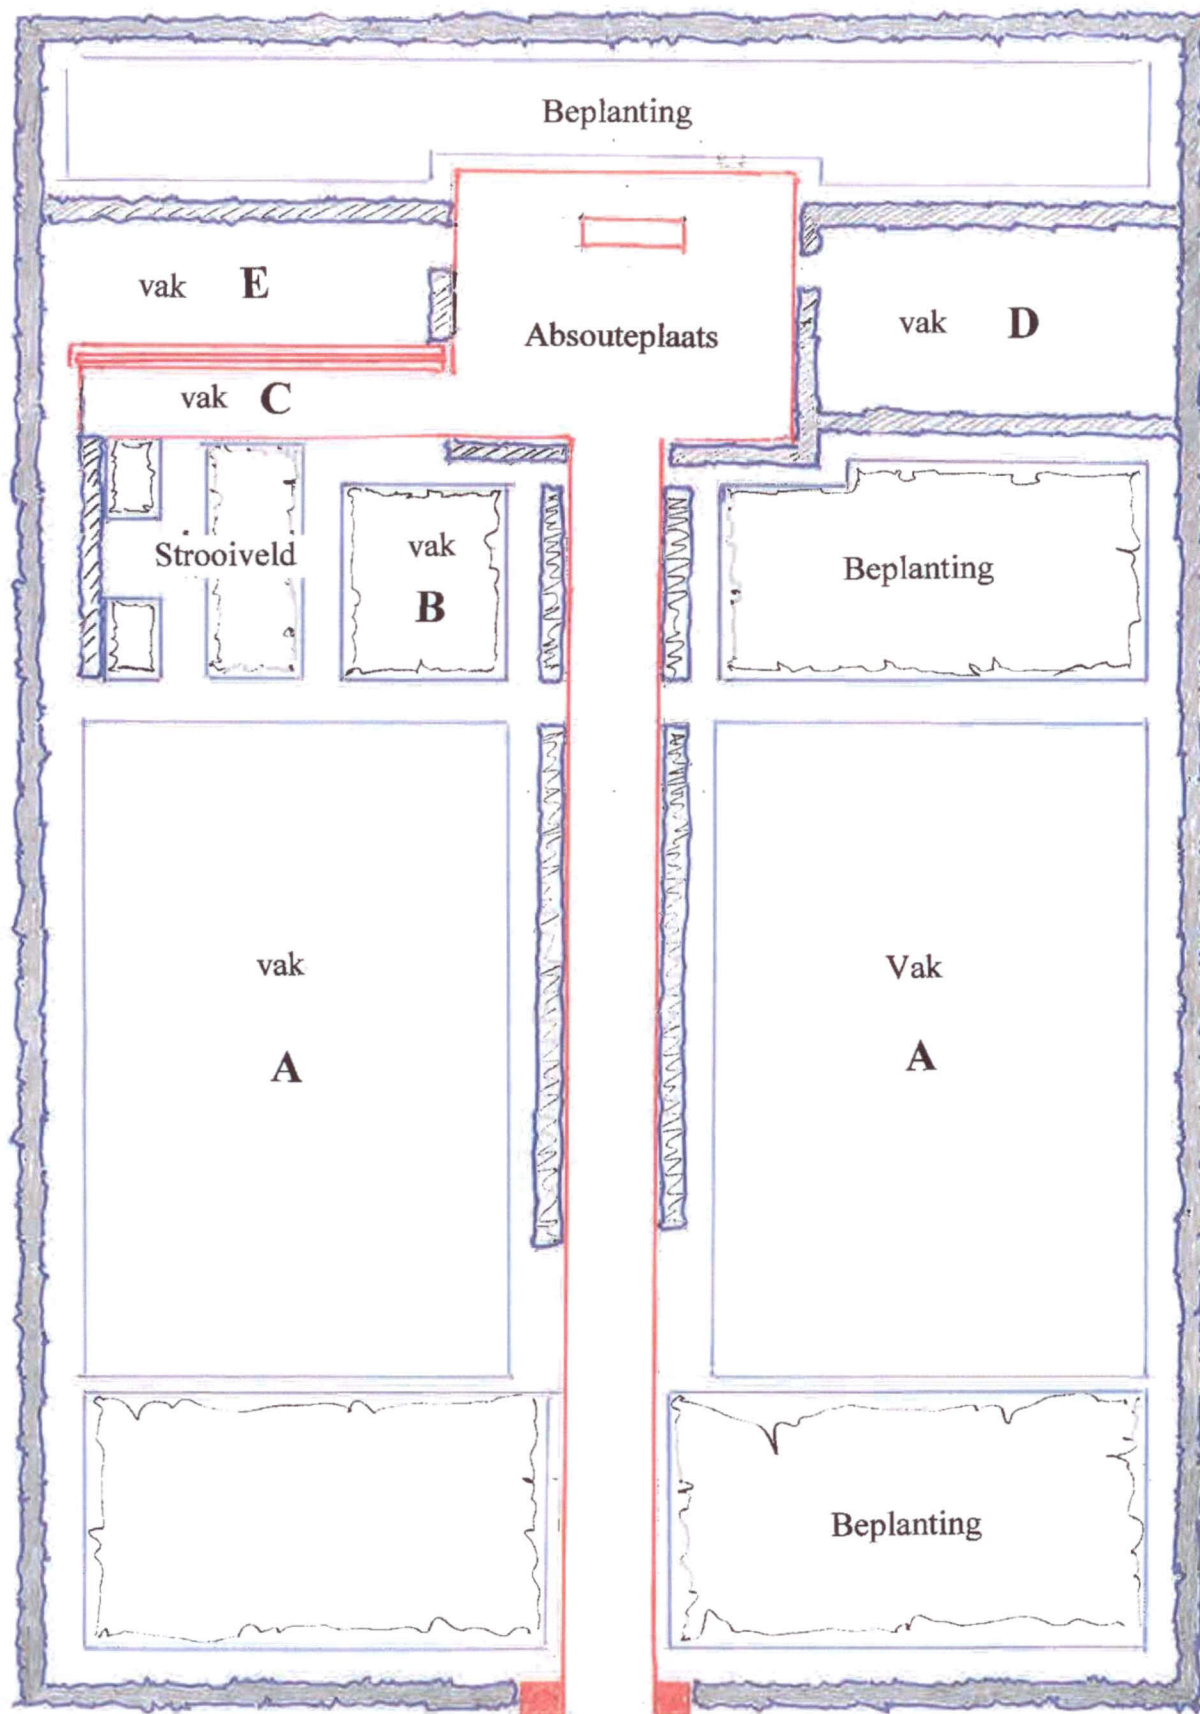 Beplanting
vak E
Absouteplaats
vak D
vak C
Strooiveld
vak
B
Beplanting
vak
A
Vak
A
Beplanting